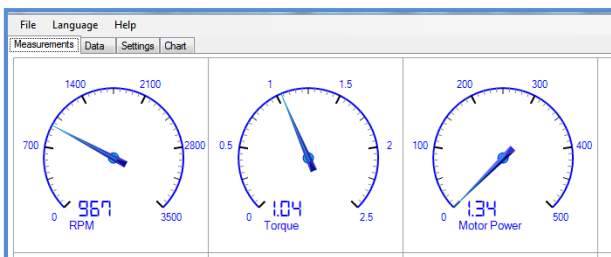 File Language Help
Measurements Data Settings Chart
1400 2100
700 2800
0 967 3500
RPM
1 1.5
0.5 2
0 1.04 2.5
Torque
200 300
100 400
0 1.34 500
Motor Power